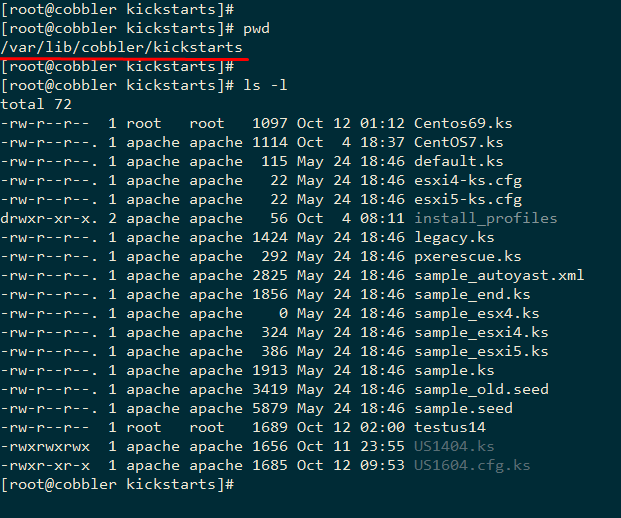 [root@cobbler kickstarts]#
[root@cobbler kickstarts]# pwd
/var/lib/cobbler/kickstarts
[root@cobbler kickstarts]#
[root@cobbler kickstarts]# ls -l
total 72
-rw-r--r--  1 root   root   1097 Oct 12 01:12 Centos69.ks
-rw-r--r--. 1 apache apache 1114 Oct  4 18:37 CentOS7.ks
-rw-r--r--. 1 apache apache  115 May 24 18:46 default.ks
-rw-r--r--. 1 apache apache   22 May 24 18:46 esxi4-ks.cfg
-rw-r--r--. 1 apache apache   22 May 24 18:46 esxi5-ks.cfg
drwxr-xr-x. 2 apache apache   56 Oct  4 08:11 install_profiles
-rw-r--r--. 1 apache apache 1424 May 24 18:46 legacy.ks
-rw-r--r--. 1 apache apache  292 May 24 18:46 pxerescue.ks
-rw-r--r--. 1 apache apache 2825 May 24 18:46 sample_autoyast.xml
-rw-r--r--. 1 apache apache 1856 May 24 18:46 sample_end.ks
-rw-r--r--. 1 apache apache    0 May 24 18:46 sample_esx4.ks
-rw-r--r--. 1 apache apache  324 May 24 18:46 sample_esxi4.ks
-rw-r--r--. 1 apache apache  386 May 24 18:46 sample_esxi5.ks
-rw-r--r--. 1 apache apache 1913 May 24 18:46 sample.ks
-rw-r--r--. 1 apache apache 3419 May 24 18:46 sample_old.seed
-rw-r--r--. 1 apache apache 5879 May 24 18:46 sample.seed
-rw-r--r--  1 root   root   1689 Oct 12 02:00 testus14
-rwxrwxrwx  1 apache apache 1656 Oct 11 23:55 US1404.ks
-rwxr-xr-x  1 apache apache 1685 Oct 12 09:53 US1604.cfg.ks
[root@cobbler kickstarts]#